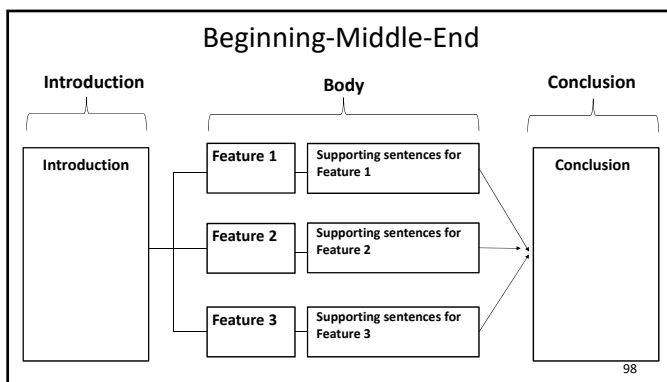 Beginning-Middle-End
Introduction
Body
Conclusion
Introduction
Feature 1
Supporting sentences for
Feature 1
Feature 2
Supporting sentences for
Feature 2
Feature 3
Supporting sentences for
Feature 3
Conclusion
98